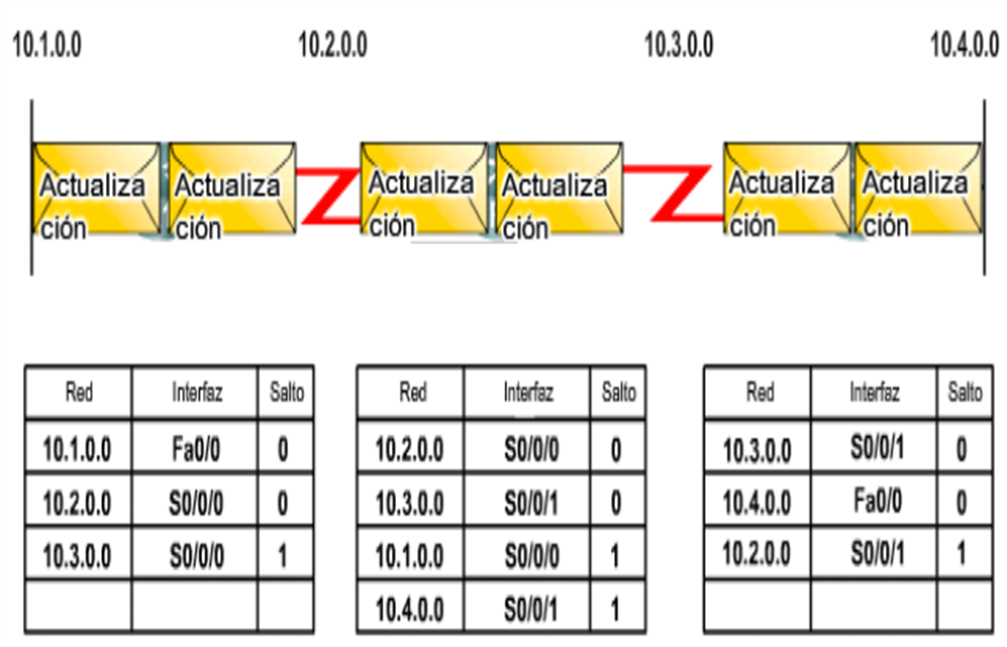 10.1.0.0 10.2.0.0 10.3.0.0 10.4.0.0
Actualiza Actualiza Actualiza Actualiza Actualiza Actualiza
ción ción ción ción ción ción
Red Interfaz Salto
10.1.0.0 Fa0/0 0
10.2.0.0 S0/0/0 0
10.3.0.0 S0/0/0 1
Red Interfaz Salto
10.2.0.0 S0/0/0 0
10.3.0.0 S0/0/1 0
10.1.0.0 S0/0/0 1
10.4.0.0 S0/0/1 1
Red Interfaz Salto
10.3.0.0 S0/0/1 0
10.4.0.0 Fa0/0 0
10.2.0.0 S0/0/1 1